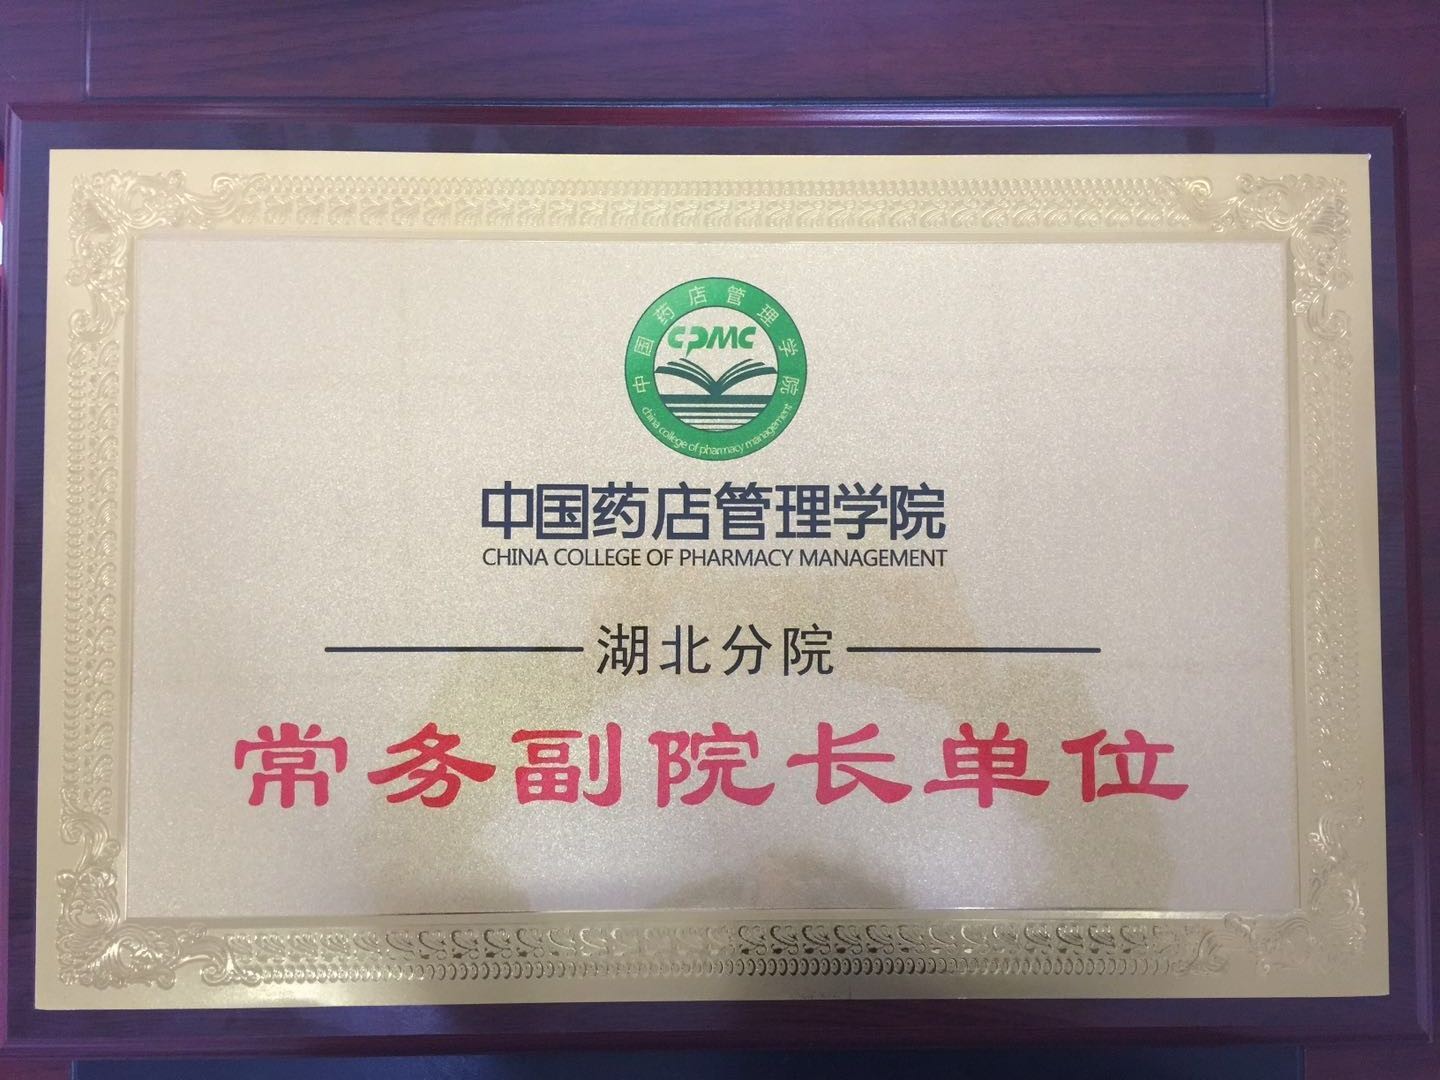 中国药店管理学院
CPMC
china college of pharmacy management
中国药店管理学院
CHINA COLLEGE OF PHARMACY MANAGEMENT
湖北分院
常务副院长单位